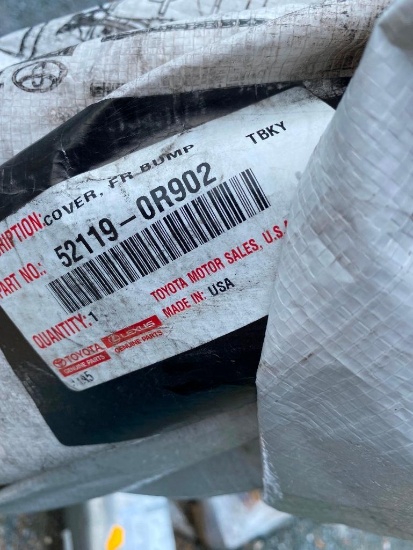 RIPTION: COVER, FR BUMP
TBKY
PART NO.: 52119-0R902
QUANTITY: 1
TOYOTA MOTOR SALES, U.S.A
MADE IN: USA
TOYOTA
GENUINE PARTS
LEXUS
GENUINE PARTS